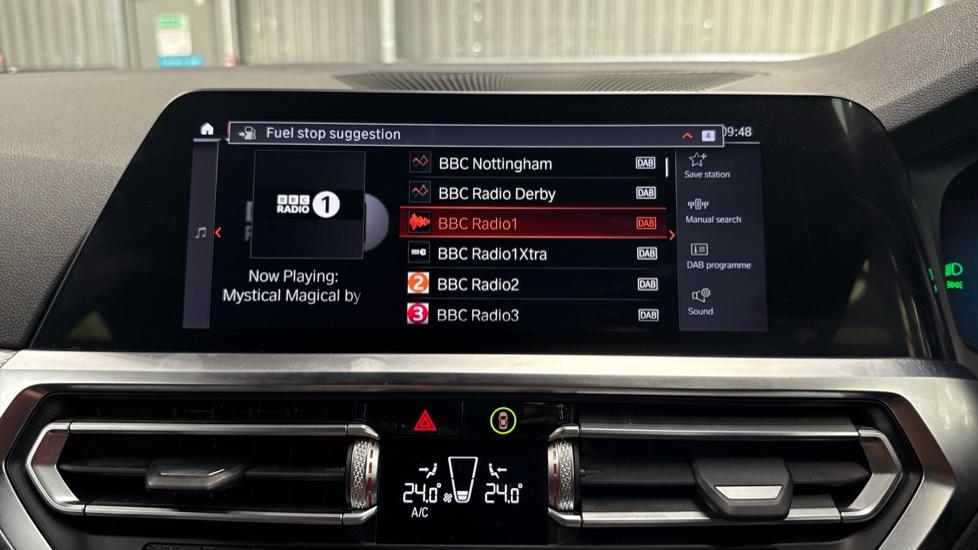 Fuel stop suggestion
4
09:48
BBC
RADIO 1
Now Playing:
Mystical Magical by
BBC Nottingham DAB
BBC Radio Derby DAB
BBC Radio1 DAB
BBC Radio1Xtra DAB
2 BBC Radio2 DAB
3 BBC Radio3 DAB
Save station
Manual search
DAB programme
Sound
24.0°
24.0°
A/C